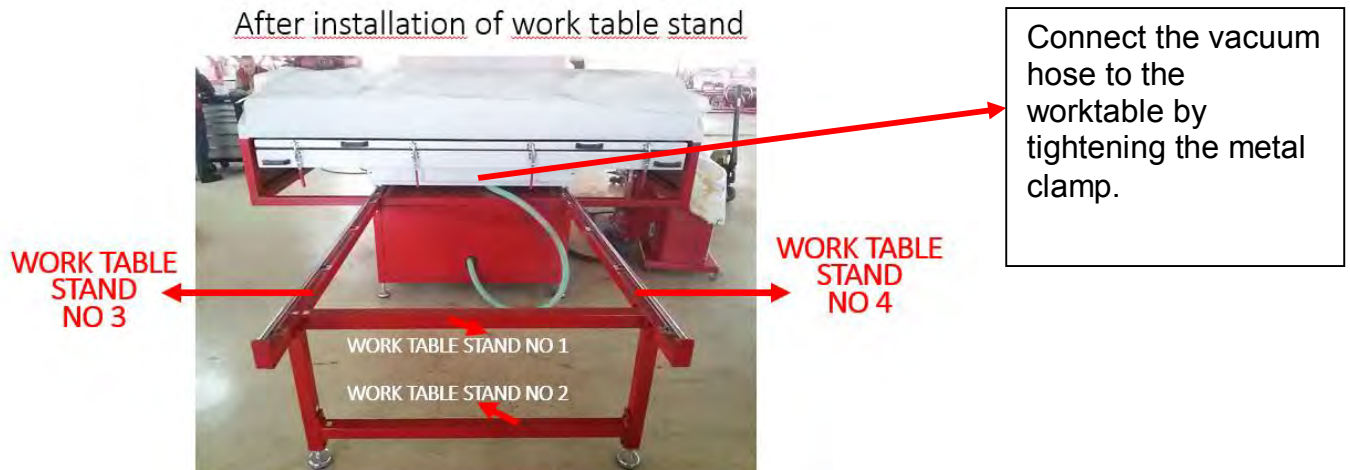 After installation of work table stand
Connect the vacuum
hose to the
worktable by
tightening the metal
clamp.
WORK TABLE
STAND
NO 3
WORK TABLE
STAND
NO 4
WORK TABLE STAND NO 1
WORK TABLE STAND NO 2